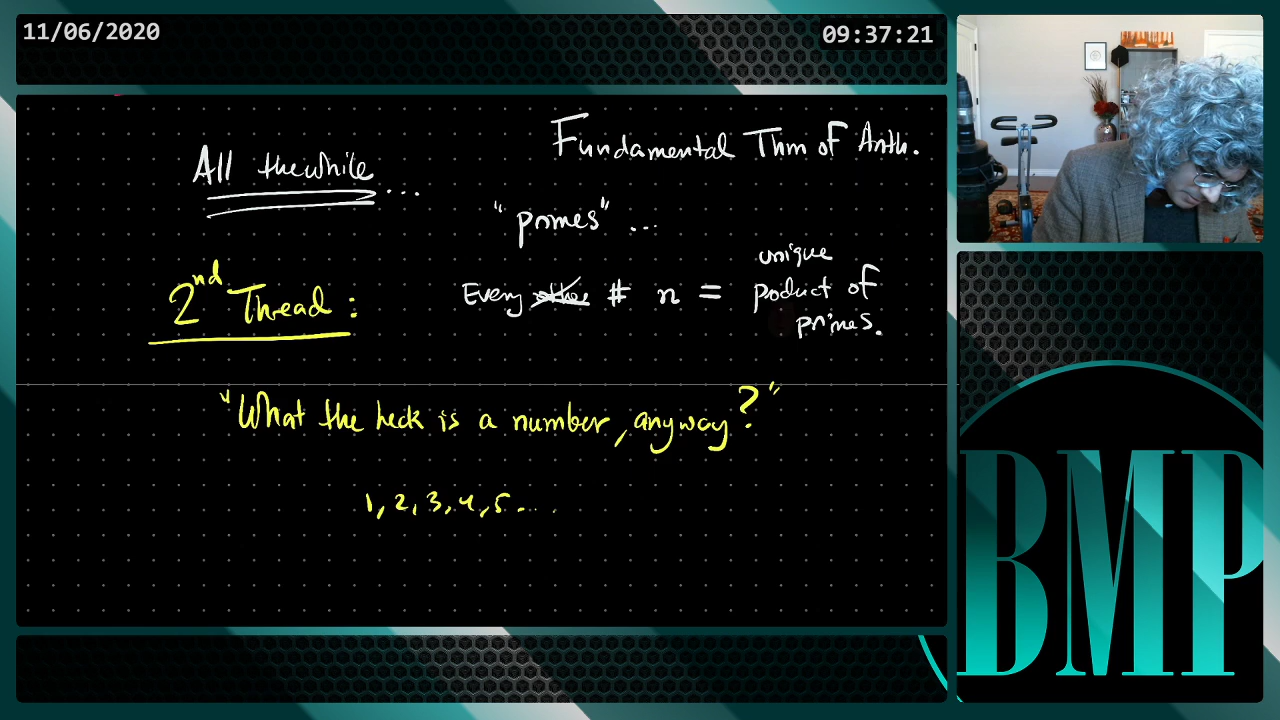 11/06/2020
09:37:21
Fundamental Thm of Arith.
All thewhile...
"primes"...
unique
Every # n = product of
primes.
2nd Thread:
"What the heck is a number, anyway?"
1, 2, 3, 4, 5....
BMP